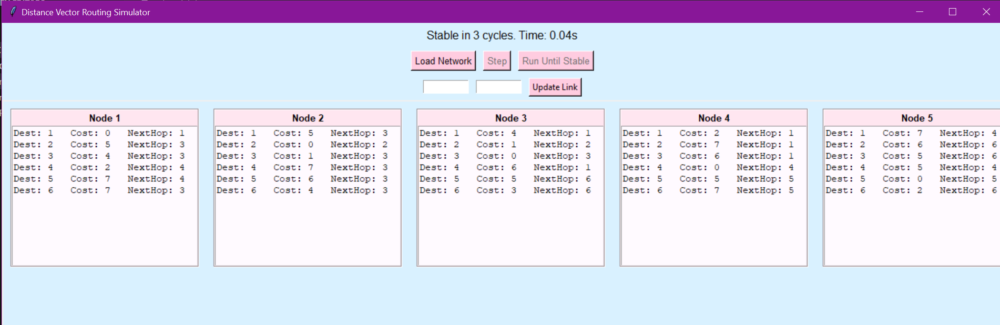 Distance Vector Routing Simulator
Stable in 3 cycles. Time: 0.04s
Load Network Step Run Until Stable
Update Link
Node 1
Dest: 1 Cost: 0 NextHop: 1
Dest: 2 Cost: 5 NextHop: 3
Dest: 3 Cost: 4 NextHop: 3
Dest: 4 Cost: 2 NextHop: 4
Dest: 5 Cost: 7 NextHop: 4
Dest: 6 Cost: 7 NextHop: 3
Node 2
Dest: 1 Cost: 5 NextHop: 3
Dest: 2 Cost: 0 NextHop: 2
Dest: 3 Cost: 1 NextHop: 3
Dest: 4 Cost: 7 NextHop: 3
Dest: 5 Cost: 6 NextHop: 3
Dest: 6 Cost: 4 NextHop: 3
Node 3
Dest: 1 Cost: 4 NextHop: 1
Dest: 2 Cost: 1 NextHop: 2
Dest: 3 Cost: 0 NextHop: 3
Dest: 4 Cost: 6 NextHop: 1
Dest: 5 Cost: 5 NextHop: 6
Dest: 6 Cost: 3 NextHop: 6
Node 4
Dest: 1 Cost: 2 NextHop: 1
Dest: 2 Cost: 7 NextHop: 1
Dest: 3 Cost: 6 NextHop: 1
Dest: 4 Cost: 0 NextHop: 4
Dest: 5 Cost: 5 NextHop: 5
Dest: 6 Cost: 7 NextHop: 5
Node 5
Dest: 1 Cost: 7 NextHop: 4
Dest: 2 Cost: 6 NextHop: 6
Dest: 3 Cost: 5 NextHop: 6
Dest: 4 Cost: 5 NextHop: 4
Dest: 5 Cost: 0 NextHop: 5
Dest: 6 Cost: 2 NextHop: 6